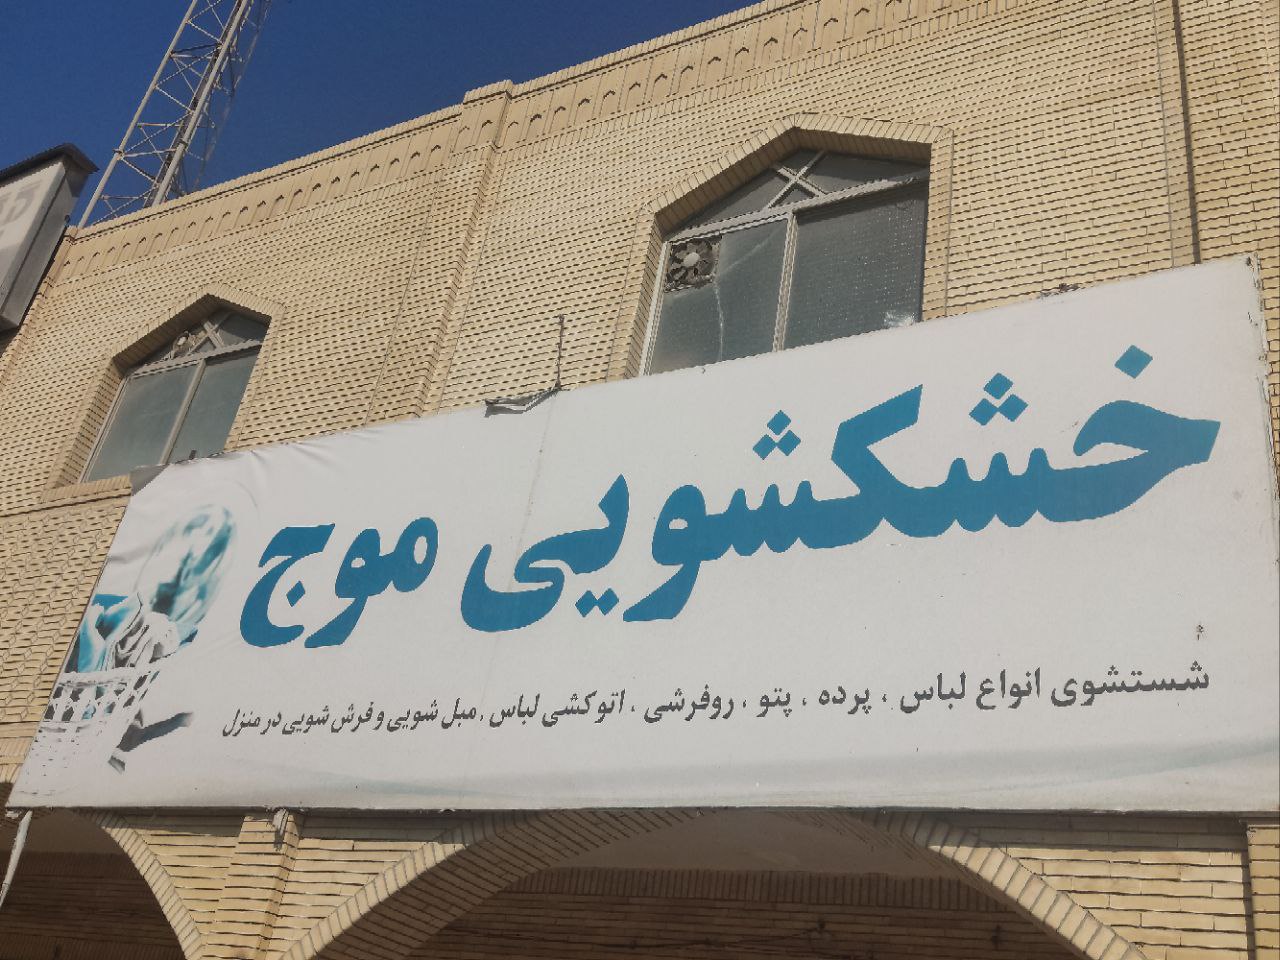 خشکشویی موج
شستشوی انواع لباس ، پرده ، پتو ، روفرشی ، اتوکشی لباس ، مبل شویی و فرش شویی در منزل